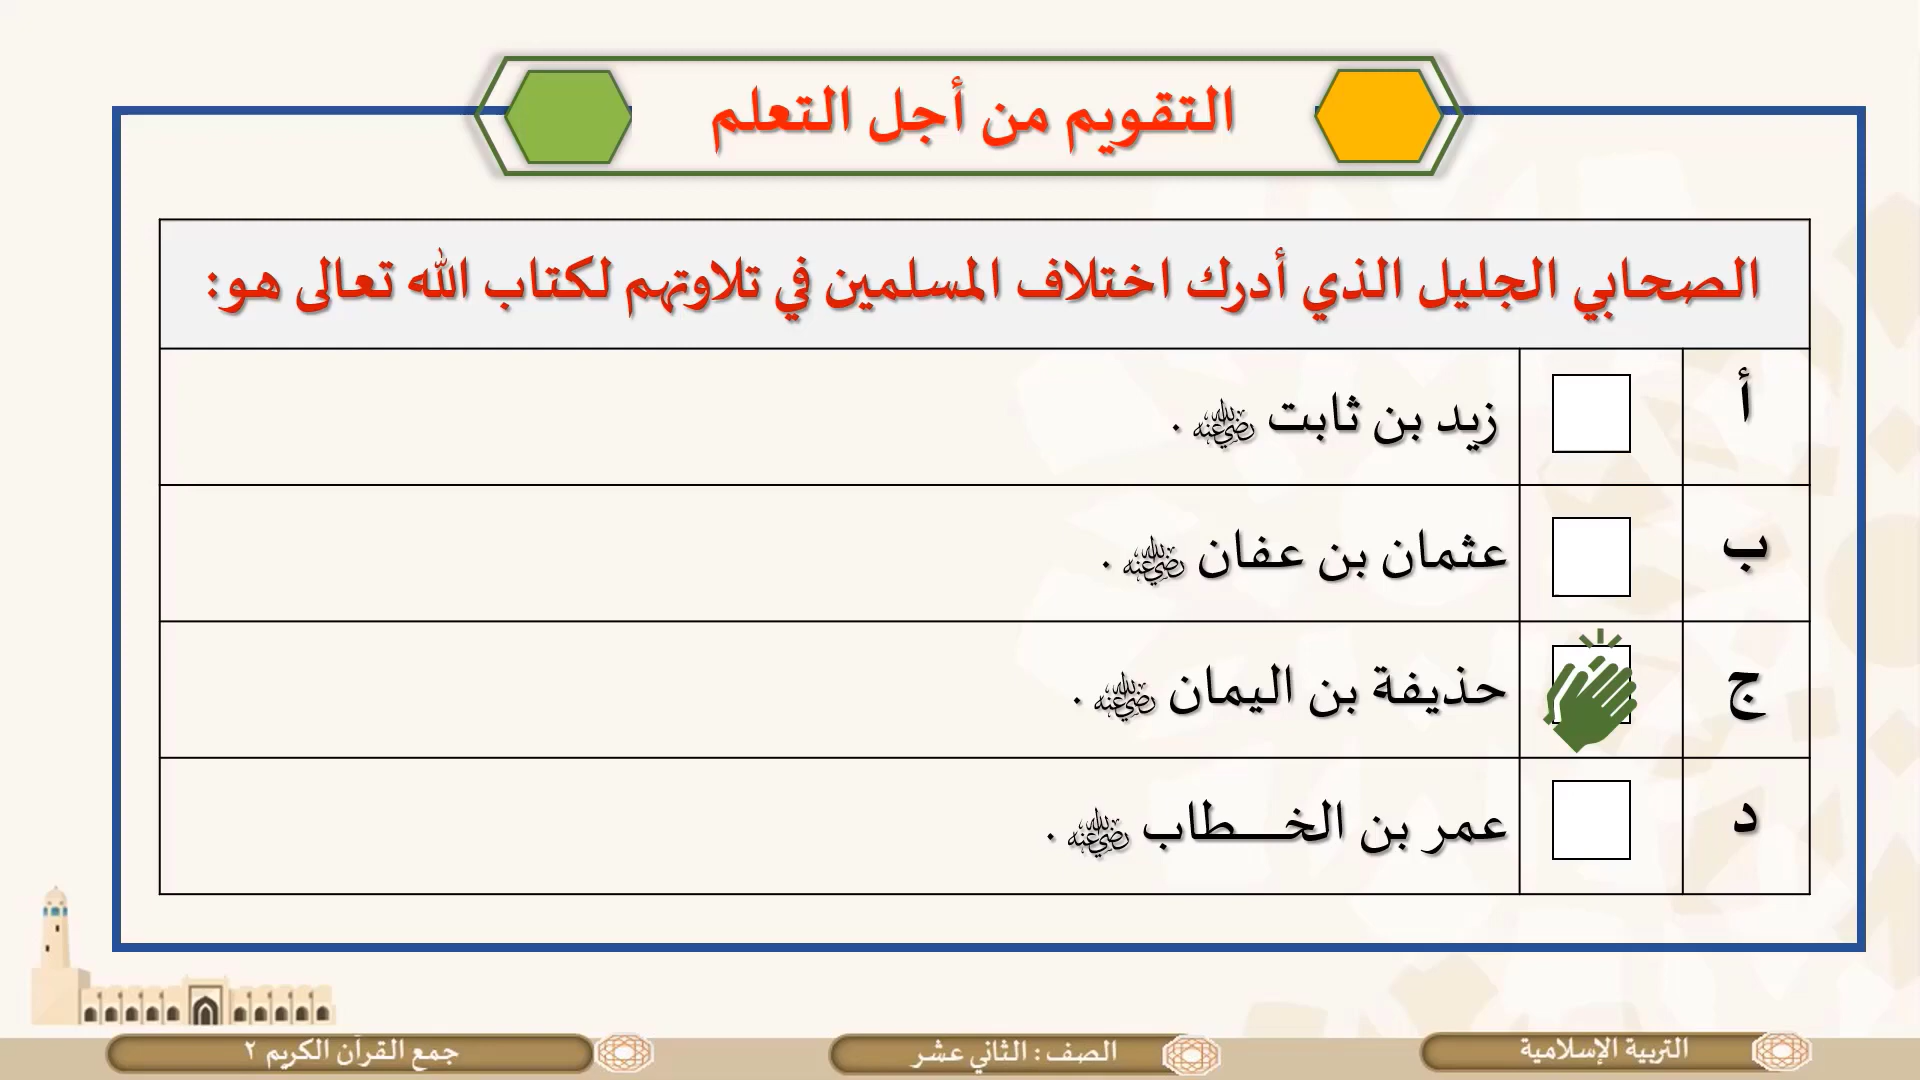 التقويم من أجل التعلم
الصحابي الجليل الذي أدرك اختلاف المسلمين في تلاوتهم لكتاب الله تعالى هو:
أ
زيد بن ثابت رضي الله عنه .
ب
عثمان بن عفان رضي الله عنه .
ج
حذيفة بن اليمان رضي الله عنه .
د
عمر بن الخـــطاب رضي الله عنه .
التربية الإسلامية
الصف : الثاني عشر
جمع القرآن الكريم ٢